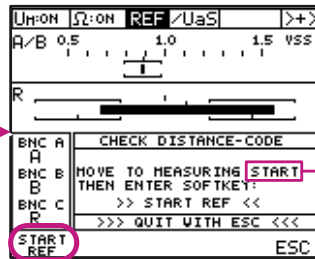 UM:ON Ω:ON REF /UaS >+>
A/B 0.5 1.0 1.5 VSS
R
BNC A
A
BNC B
B
BNC C
R
CHECK DISTANCE-CODE
MOVE TO MEASURING START
THEN ENTER SOFTKEY:
>> START REF <<
>>> QUIT WITH ESC <<<
START
REF
ESC